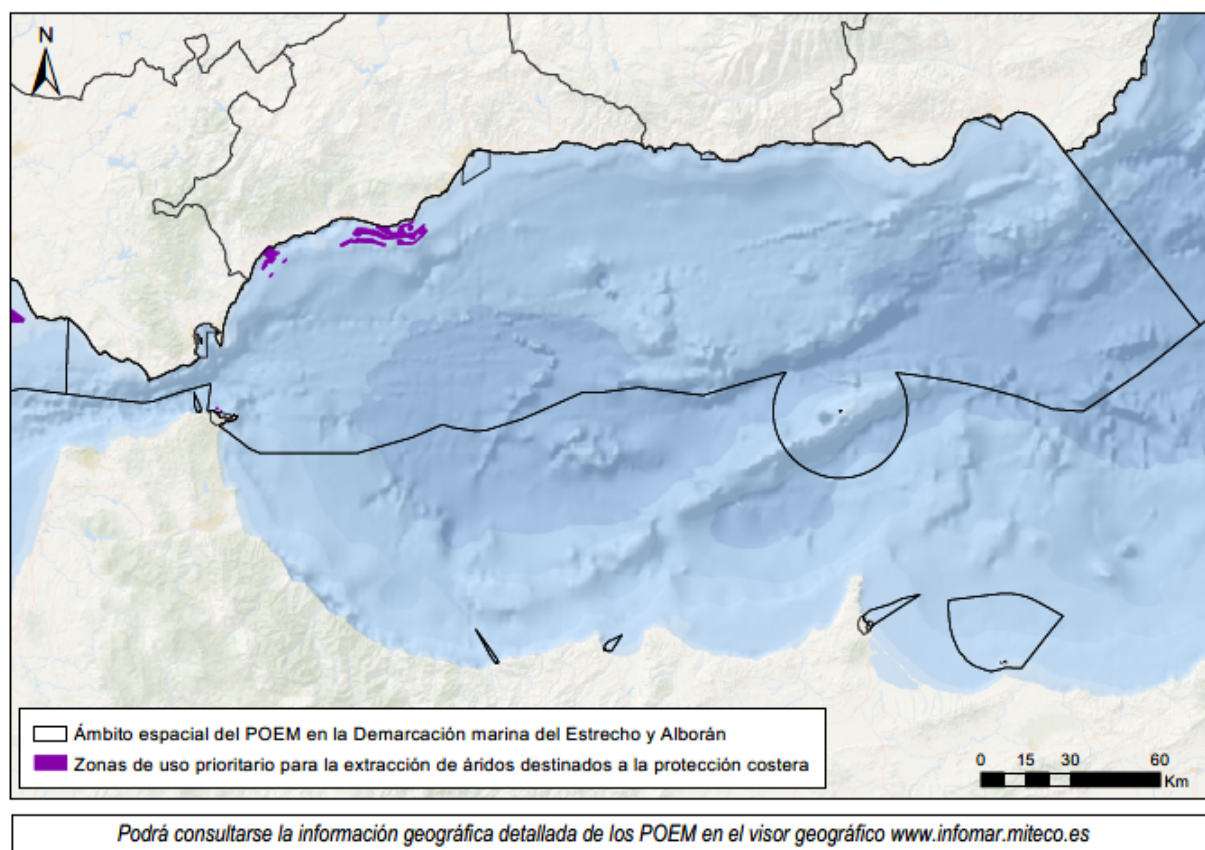 N
Ámbito espacial del POEM en la Demarcación marina del Estrecho y Alborán
Zonas de uso prioritario para la extracción de áridos destinados a la protección costera
0 15 30 60
Km
Podrá consultarse la información geográfica detallada de los POEM en el visor geográfico www.infomar.miteco.es